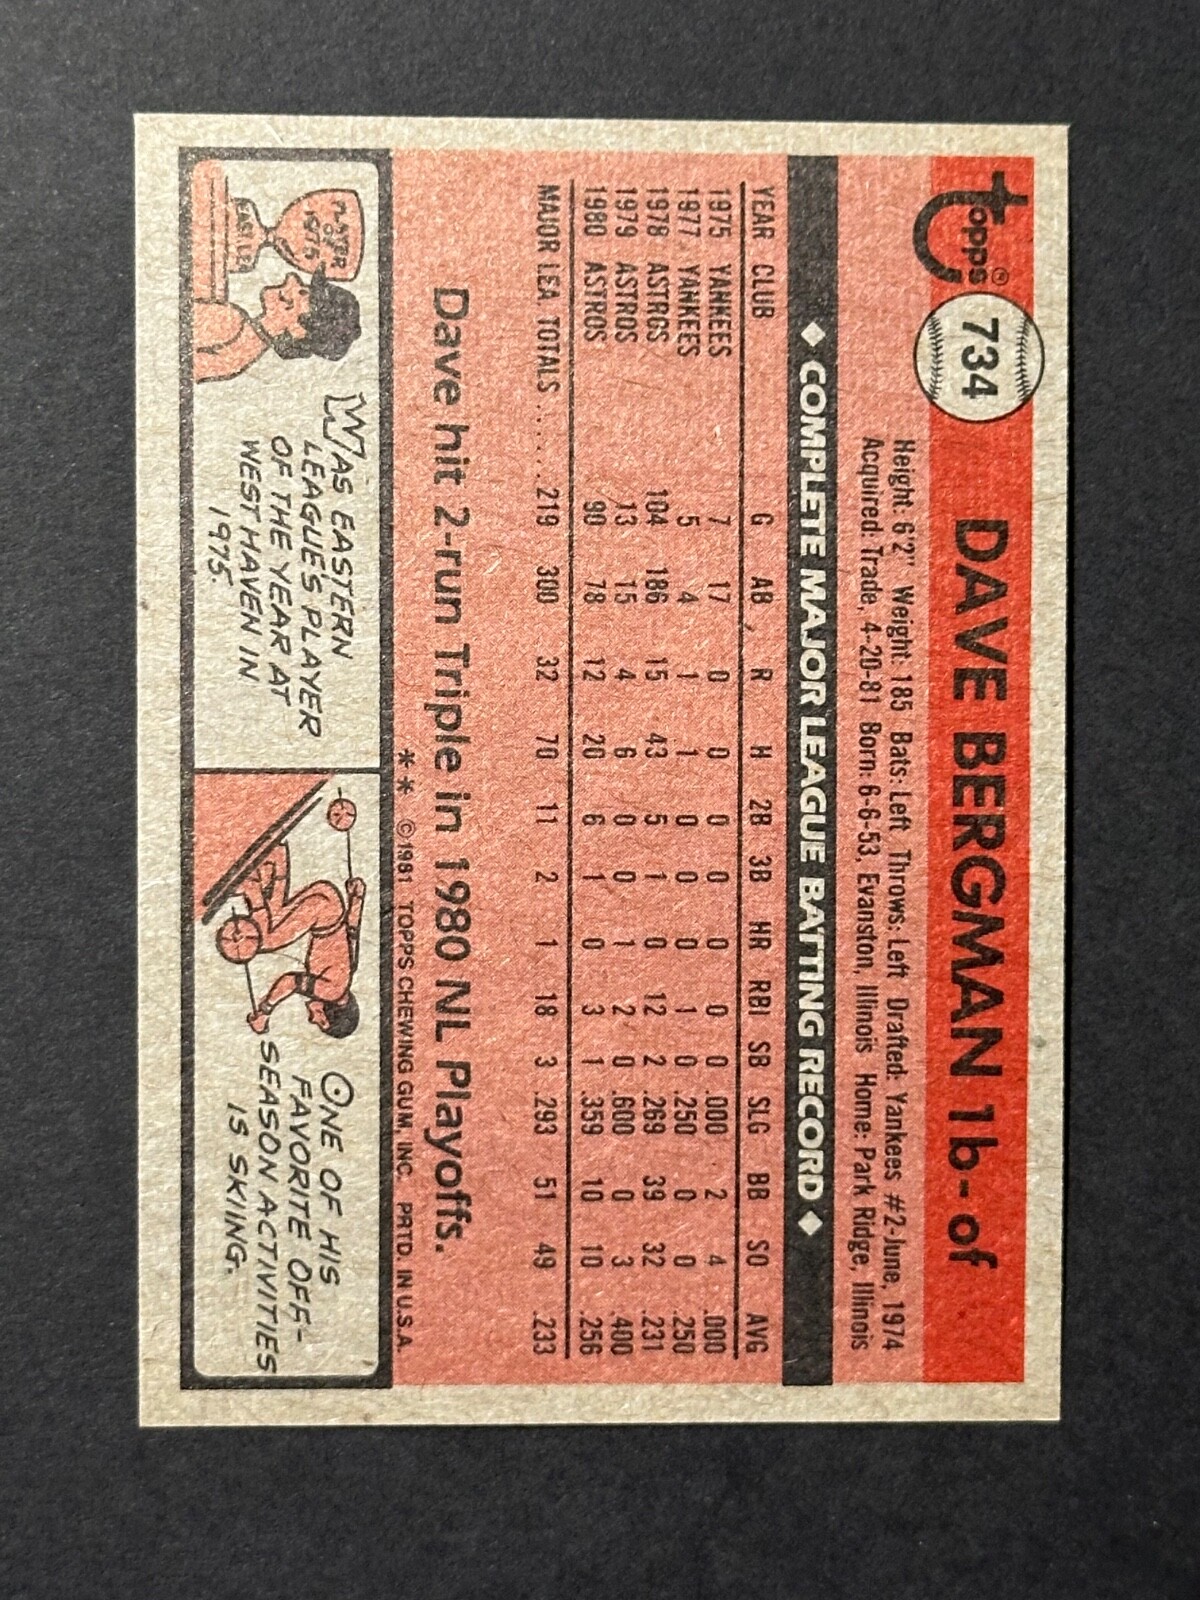 Topps®
734
DAVE BERGMAN 1b-of
Height: 6'2" Weight: 185 Bats: Left Throws: Left Drafted: Yankees #2-June, 1974
Acquired: Trade, 4-20-81 Born: 6-6-53, Evanston, Illinois Home: Park Ridge, Illinois
◆ COMPLETE MAJOR LEAGUE BATTING RECORD ◆
YEAR CLUB G AB R H 2B 3B HR RBI SB SLG BB SO AVG
1975 YANKEES 7 17 0 0 0 0 0 0 0 .000 2 4 .000
1977 YANKEES 5 4 1 1 0 0 0 1 0 .250 0 0 .250
1978 ASTROS 104 186 15 43 5 1 0 12 2 .269 39 32 .231
1979 ASTROS 13 15 4 6 0 0 1 2 0 .600 0 3 .400
1980 ASTROS 90 78 12 20 6 1 0 3 1 .359 10 10 .256
MAJOR LEA TOTALS ...... 219 300 32 70 11 2 1 18 3 .293 51 49 .233
Dave hit 2-run Triple in 1980 NL Playoffs.
** ©1981 TOPPS CHEWING GUM, INC. PRTD. IN U.S.A.
PLAYER
OF
1975
EAS. LEA
WAS EASTERN
LEAGUE'S PLAYER
OF THE YEAR AT
WEST HAVEN IN
1975.
ONE OF HIS
FAVORITE OFF-
SEASON ACTIVITIES
IS SKIING.